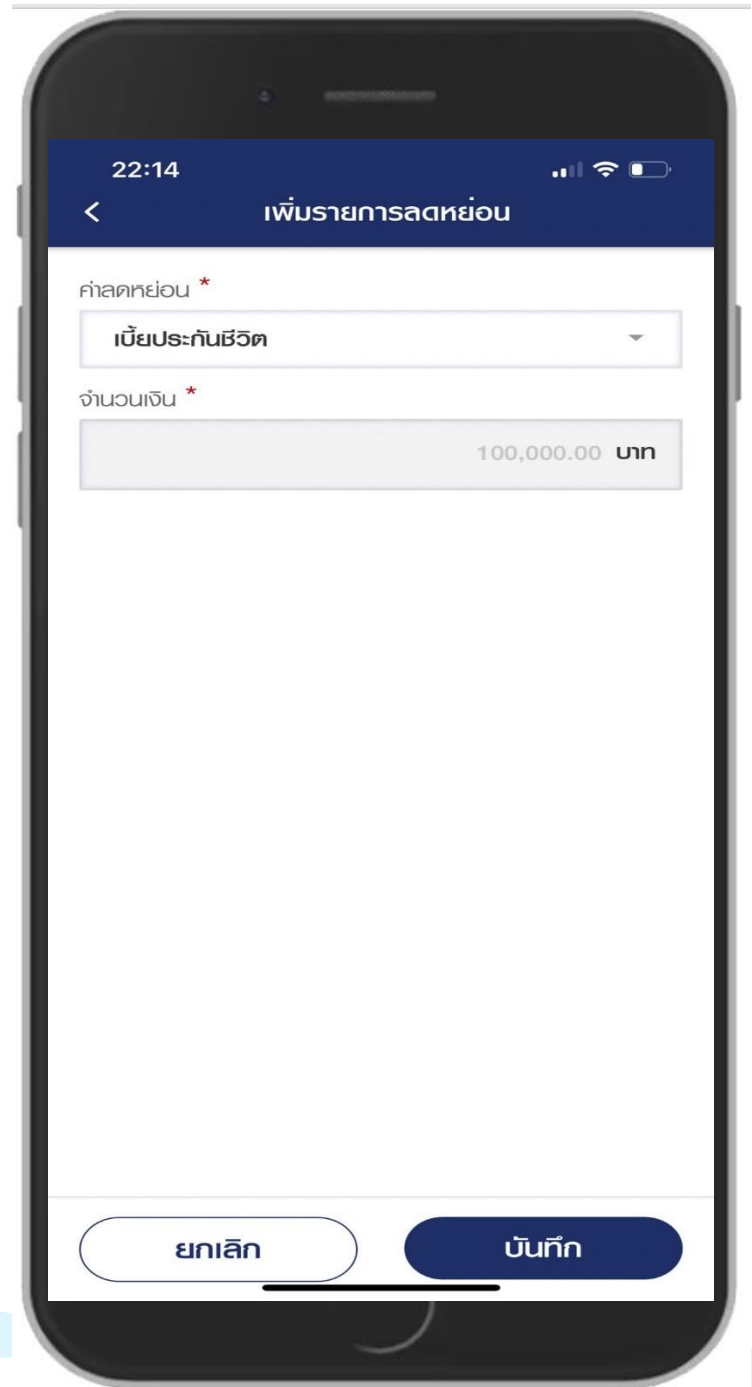 22:14
เพิ่มรายการลดหย่อน
ค่าลดหย่อน *
เบี้ยประกันชีวิต
จำนวนเงิน *
100,000.00 บาท
ยกเลิก
บันทึก